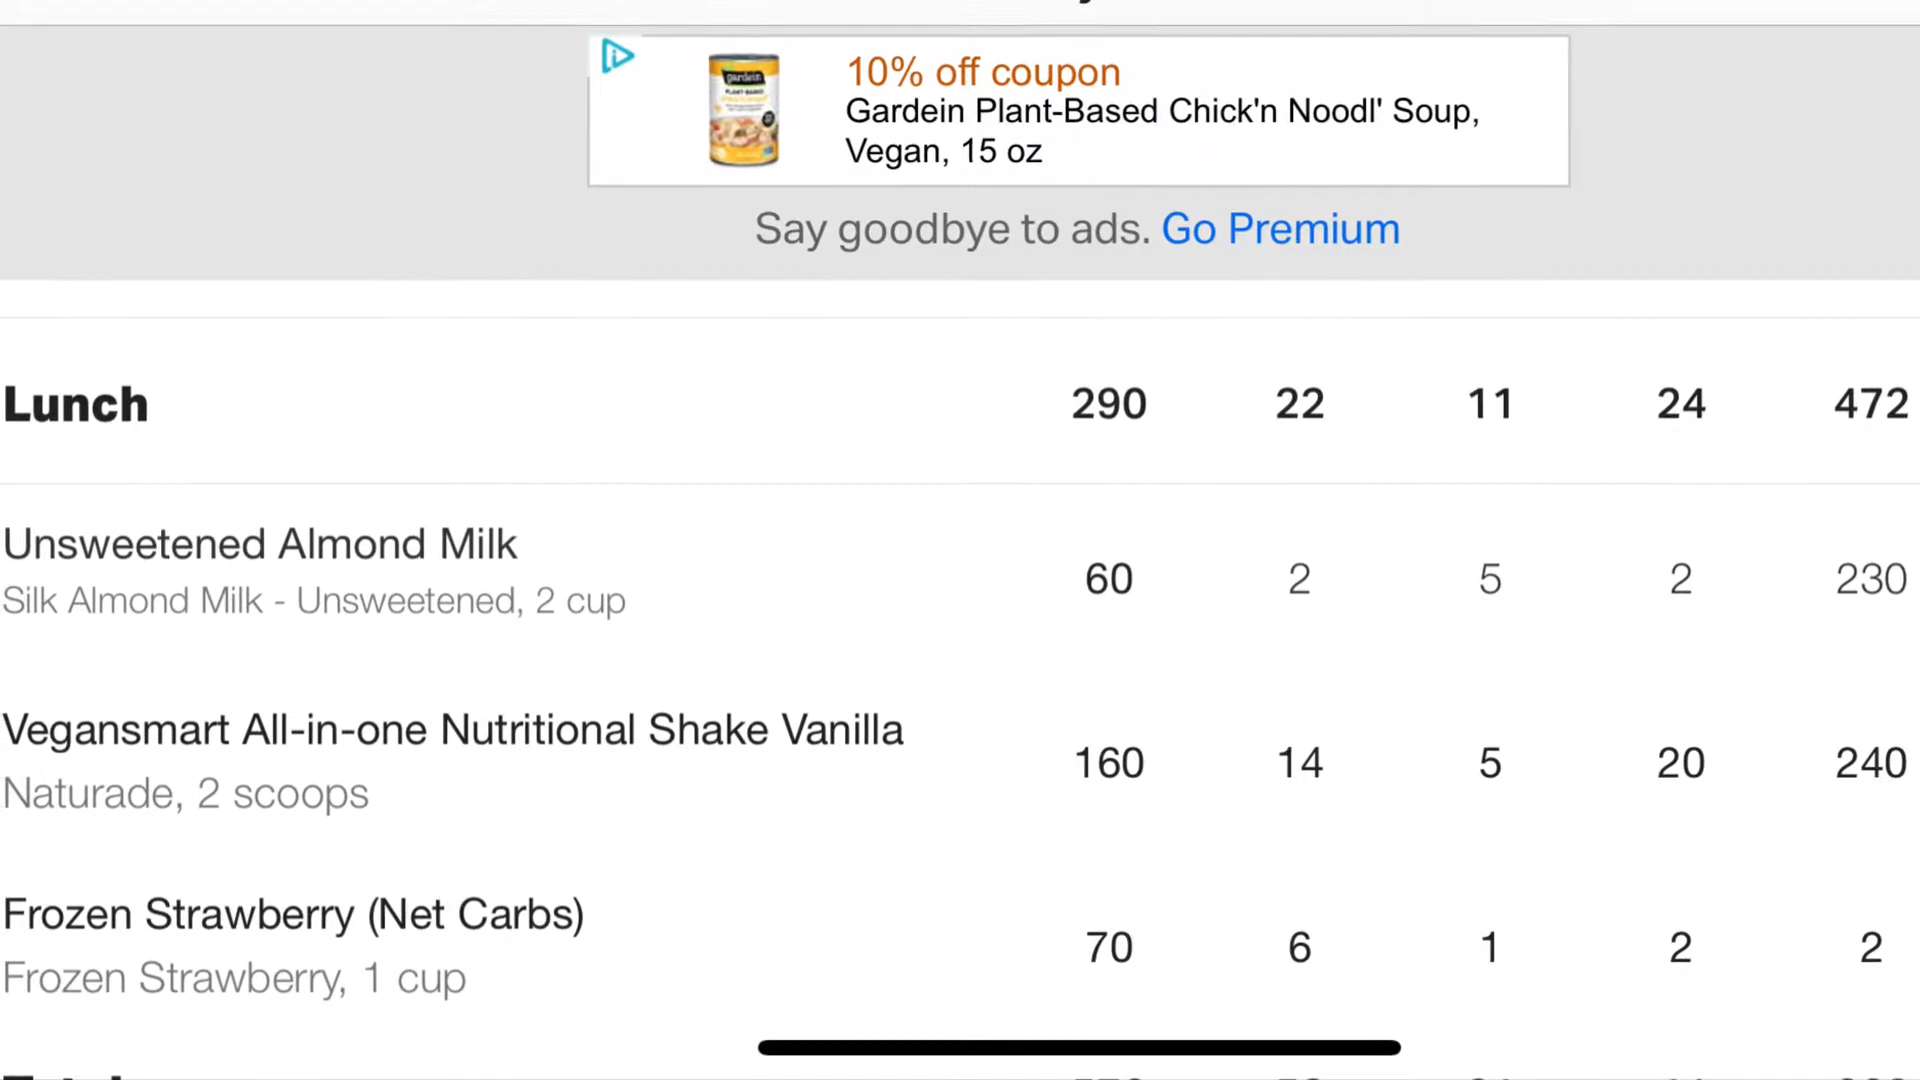 10% off coupon
gardein
Gardein Plant-Based Chick'n Noodl' Soup,
Vegan, 15 oz
Say goodbye to ads. Go Premium
Lunch 290 22 11 24 472
Unsweetened Almond Milk
Silk Almond Milk - Unsweetened, 2 cup
60 2 5 2 230
Vegansmart All-in-one Nutritional Shake Vanilla
Naturade, 2 scoops
160 14 5 20 240
Frozen Strawberry (Net Carbs)
Frozen Strawberry, 1 cup
70 6 1 2 2